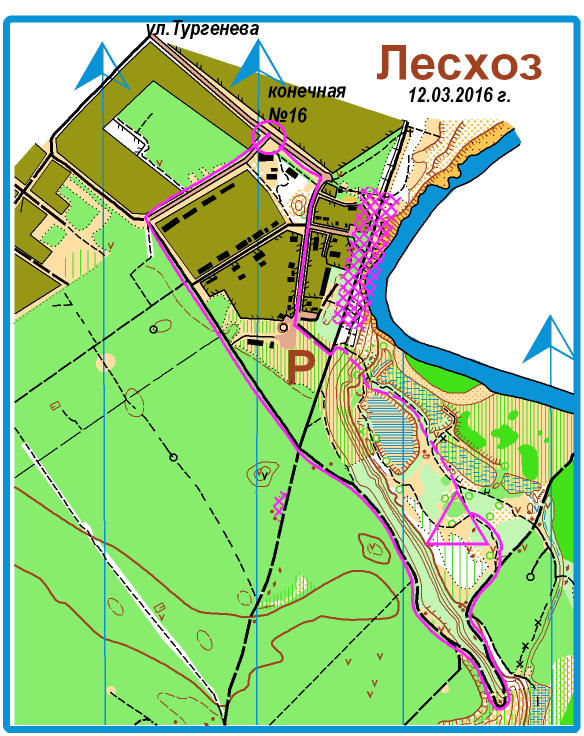 ул.Тургенева
Лесхоз
12.03.2016 г.
конечная
№16
P